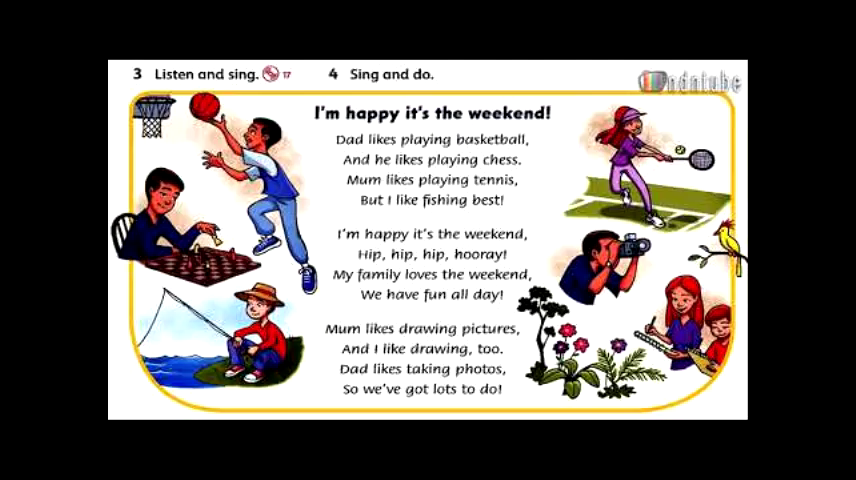 3 Listen and sing. 17 4 Sing and do.
I'm happy it's the weekend!
Dad likes playing basketball,
And he likes playing chess.
Mum likes playing tennis,
But I like fishing best!
I'm happy it's the weekend,
Hip, hip, hip, hooray!
My family loves the weekend,
We have fun all day!
Mum likes drawing pictures,
And I like drawing, too.
Dad likes taking photos,
So we've got lots to do!